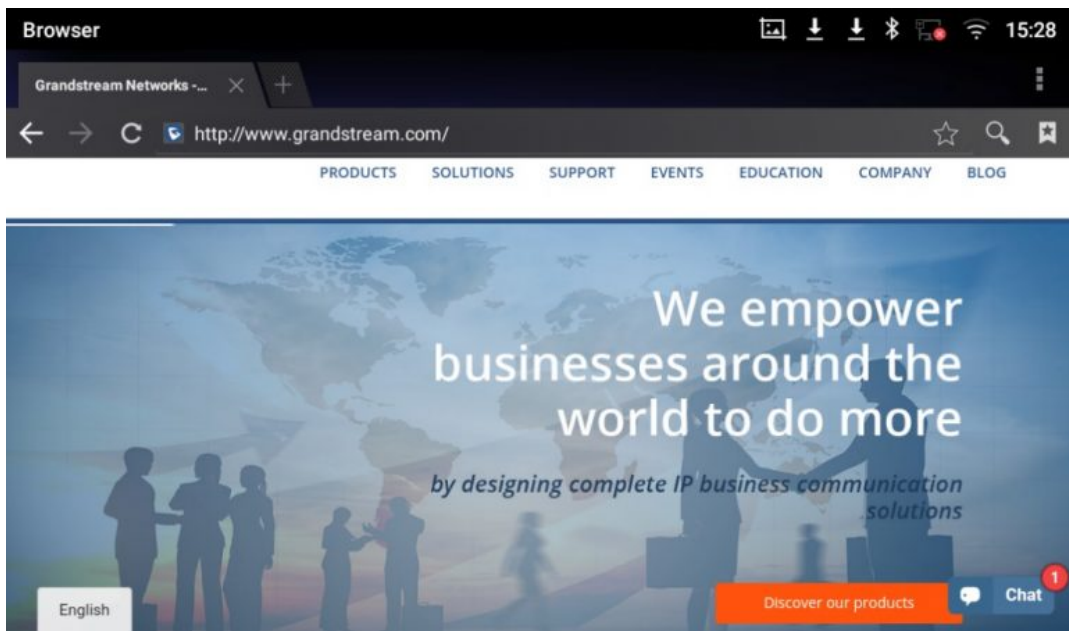 Browser
15:28
Grandstream Networks -...
http://www.grandstream.com/
PRODUCTS SOLUTIONS SUPPORT EVENTS EDUCATION COMPANY BLOG
We empower
businesses around the
world to do more
by designing complete IP business communication
solutions
English
Discover our products
Chat
1